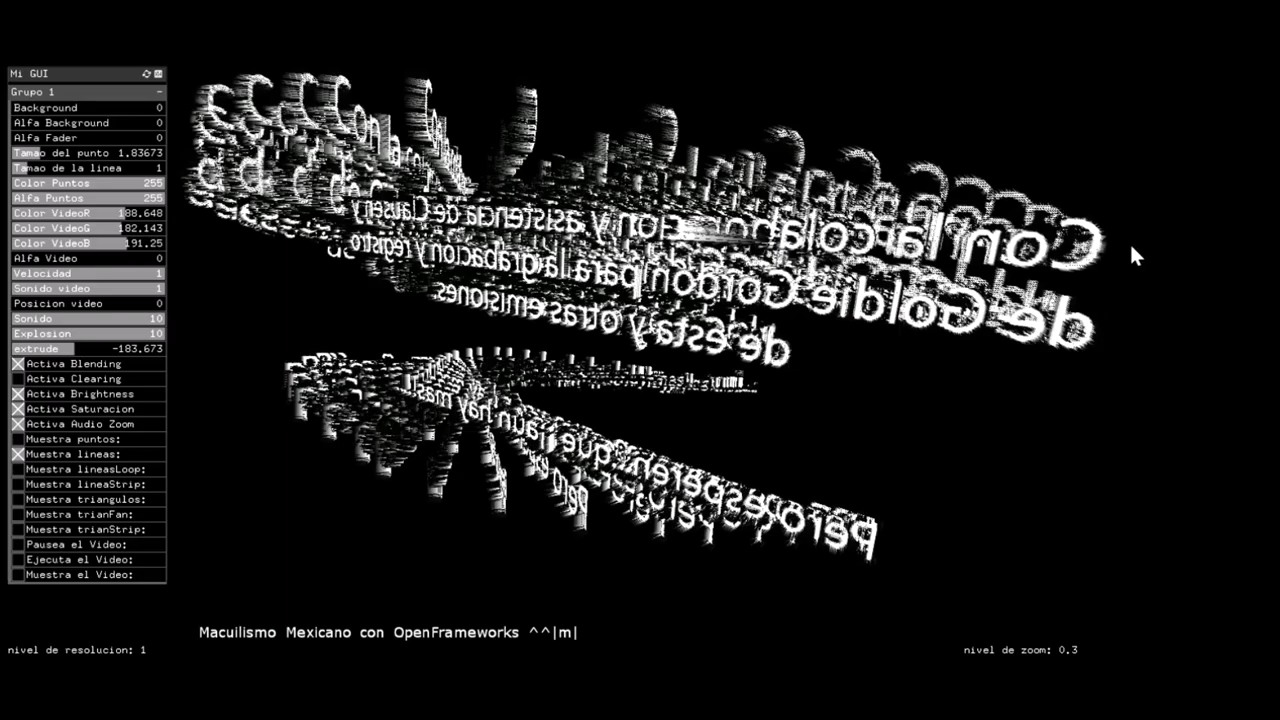 Mi GUI
Grupo 1 -
Background 0
Alfa Background 0
Alfa Fader 0
Tamao del punto 1.83673
Tamao de la linea 1
Color Puntos 255
Alfa Puntos 255
Color VideoR 188.648
Color VideoG 182.143
Color VideoB 191.25
Alfa Video 0
Velocidad 1
Sonido video 1
Posicion video 0
Sonido 10
Explosion 10
extrude -183.673
Activa Blending
Activa Clearing
Activa Brightness
Activa Saturacion
Activa Audio Zoom
Muestra puntos:
Muestra lineas:
Muestra lineasLoop:
Muestra lineaStrip:
Muestra triangulos:
Muestra trianFan:
Muestra trianStrip:
Pausea el Video:
Ejecuta el Video:
Muestra el Video:
Con la colaboracion y asistencia de Clausen y
de Goldie Gordon para la grabacion y registro
de esta y otras emisiones
Pero esperen, que aun hay mas
Macuilismo Mexicano con OpenFrameworks ^^|m|
nivel de resolucion: 1
nivel de zoom: 0.3